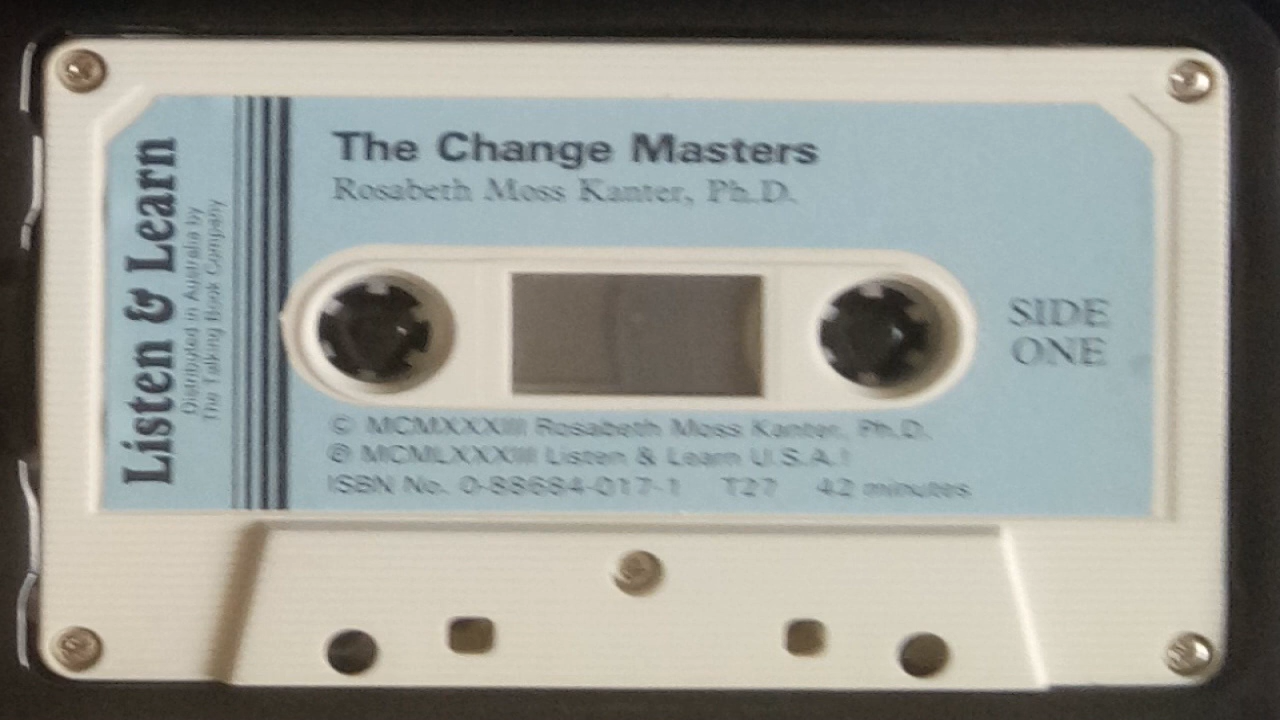 The Change Masters
Rosabeth Moss Kanter, Ph.D.
Listen & Learn
Distributed in Australia by
The Talking Book Company
SIDE
ONE
© MCMXXXIII Rosabeth Moss Kanter, Ph.D.
℗ MCMLXXXIII Listen & Learn U.S.A.!
ISBN No. 0-88684-017-1 T27 42 minutes